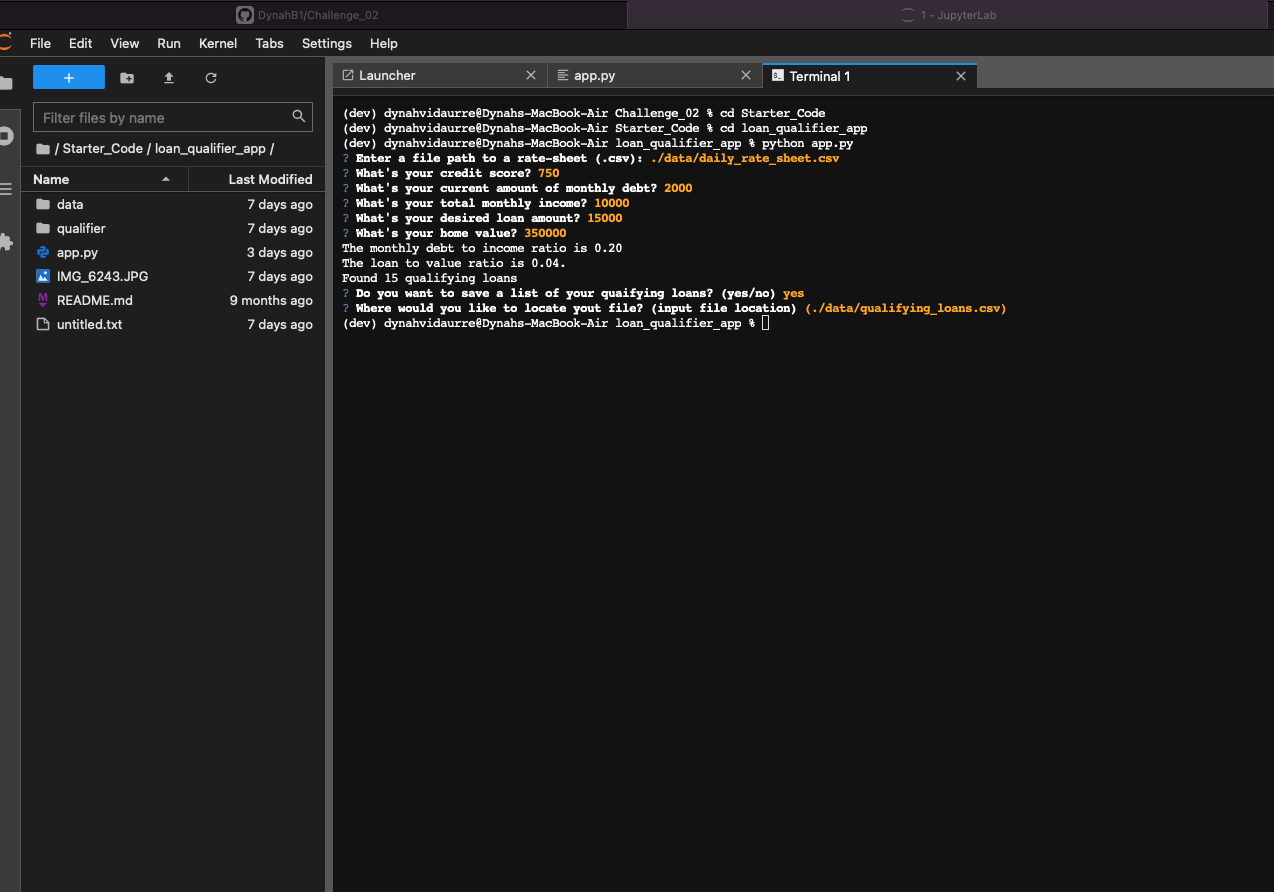 DynahB1/Challenge_02
1 - JupyterLab
File Edit View Run Kernel Tabs Settings Help
+
Launcher
app.py
Terminal 1
Filter files by name
/ Starter_Code / loan_qualifier_app /
Name Last Modified
data 7 days ago
qualifier 7 days ago
app.py 3 days ago
IMG_6243.JPG 7 days ago
README.md 9 months ago
untitled.txt 7 days ago
(dev) dynahvidaurre@Dynahs-MacBook-Air Challenge_02 % cd Starter_Code
(dev) dynahvidaurre@Dynahs-MacBook-Air Starter_Code % cd loan_qualifier_app
(dev) dynahvidaurre@Dynahs-MacBook-Air loan_qualifier_app % python app.py
? Enter a file path to a rate-sheet (.csv): ./data/daily_rate_sheet.csv
? What's your credit score? 750
? What's your current amount of monthly debt? 2000
? What's your total monthly income? 10000
? What's your desired loan amount? 15000
? What's your home value? 350000
The monthly debt to income ratio is 0.20
The loan to value ratio is 0.04.
Found 15 qualifying loans
? Do you want to save a list of your quaifying loans? (yes/no) yes
? Where would you like to locate yout file? (input file location) (./data/qualifying_loans.csv)
(dev) dynahvidaurre@Dynahs-MacBook-Air loan_qualifier_app %